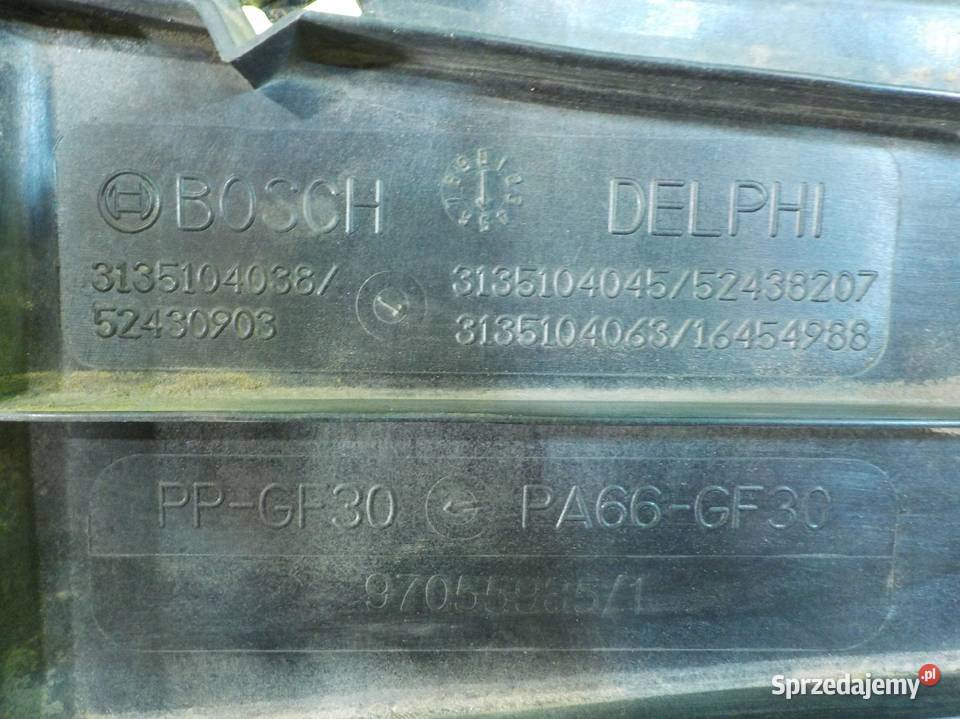 BOSCH DELPHI
3135104038/ 3135104045/52438207
52430903 3135104063/16454988
PP-GF30 PA66-GF30
Sprzedajemy.pl